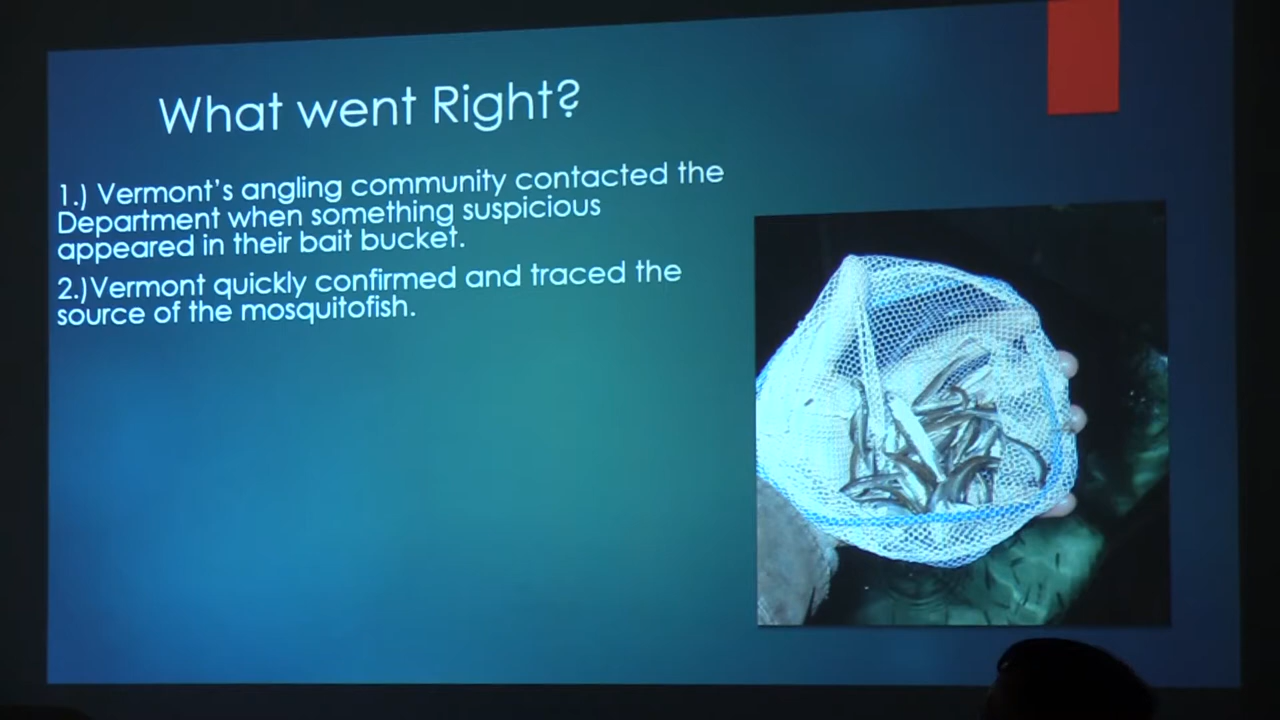 What went Right?
1.) Vermont's angling community contacted the
Department when something suspicious
appeared in their bait bucket.
2.)Vermont quickly confirmed and traced the
source of the mosquitofish.